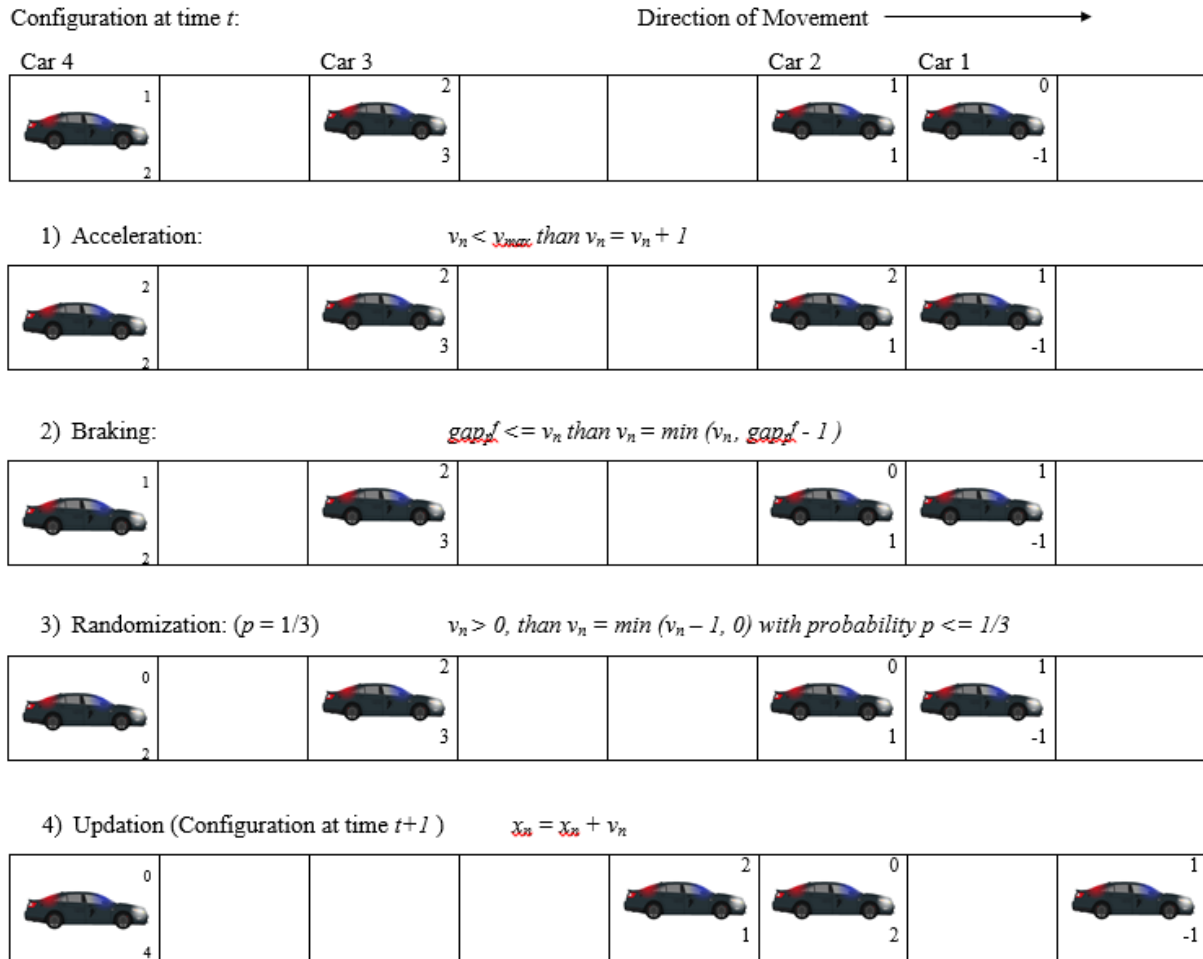 Configuration at time t: Direction of Movement
Car 4 Car 3 Car 2 Car 1
1 2 1 0
2 3 1 -1
1) Acceleration: vn < vmax than vn = vn + 1
2 2 2 1
2 3 1 -1
2) Braking: gapnf <= vn than vn = min (vn, gapnf - 1 )
1 2 0 1
2 3 1 -1
3) Randomization: (p = 1/3) vn > 0, than vn = min (vn – 1, 0) with probability p <= 1/3
0 2 0 1
2 3 1 -1
4) Updation (Configuration at time t+1 ) xn = xn + vn
0 2 0 1
4 1 2 -1